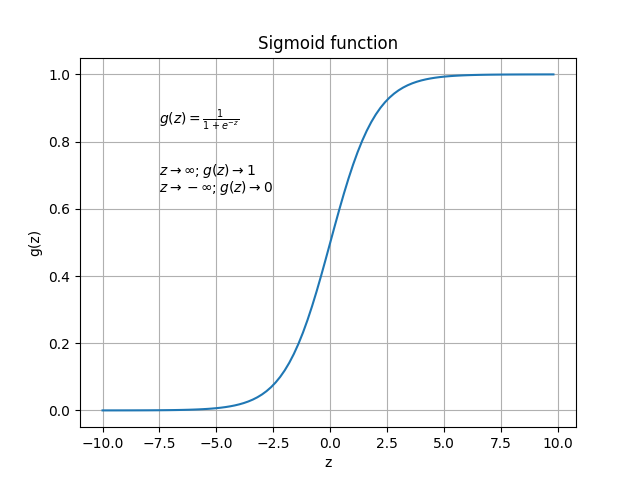 Sigmoid function
g(z) = 1/(1 + e^{-z})
z → ∞; g(z) → 1
z → − ∞; g(z) → 0
1.0
0.8
0.6
0.4
0.2
0.0
g(z)
−10.0 −7.5 −5.0 −2.5 0.0 2.5 5.0 7.5 10.0
z